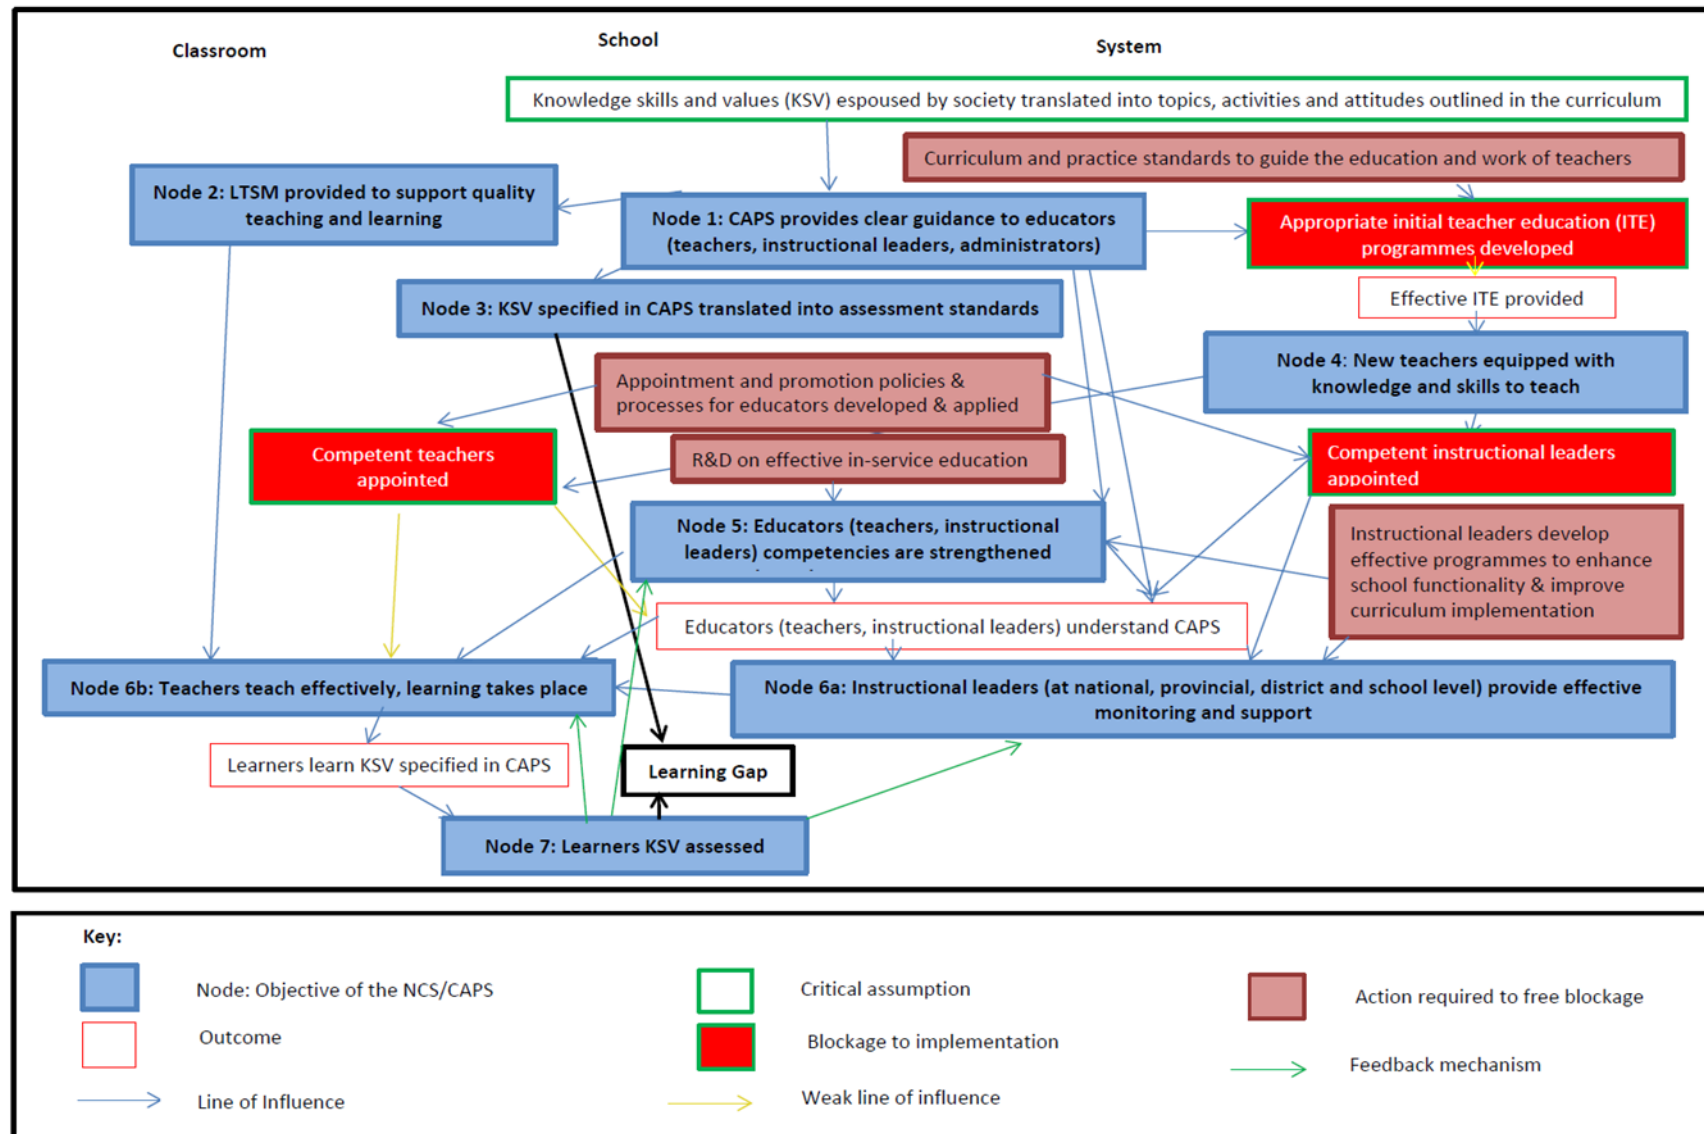 Classroom
School
System
Knowledge skills and values (KSV) espoused by society translated into topics, activities and attitudes outlined in the curriculum
Curriculum and practice standards to guide the education and work of teachers
Node 2: LTSM provided to support quality
teaching and learning
Node 1: CAPS provides clear guidance to educators
(teachers, instructional leaders, administrators)
Appropriate initial teacher education (ITE)
programmes developed
Effective ITE provided
Node 3: KSV specified in CAPS translated into assessment standards
Node 4: New teachers equipped with
knowledge and skills to teach
Appointment and promotion policies &
processes for educators developed & applied
Competent teachers
appointed
R&D on effective in-service education
Competent instructional leaders
appointed
Node 5: Educators (teachers, instructional
leaders) competencies are strengthened
Instructional leaders develop
effective programmes to enhance
school functionality & improve
curriculum implementation
Educators (teachers, instructional leaders) understand CAPS
Node 6b: Teachers teach effectively, learning takes place
Node 6a: Instructional leaders (at national, provincial, district and school level) provide effective
monitoring and support
Learners learn KSV specified in CAPS
Learning Gap
Node 7: Learners KSV assessed
Key:
Node: Objective of the NCS/CAPS
Critical assumption
Action required to free blockage
Outcome
Blockage to implementation
Feedback mechanism
Line of Influence
Weak line of influence